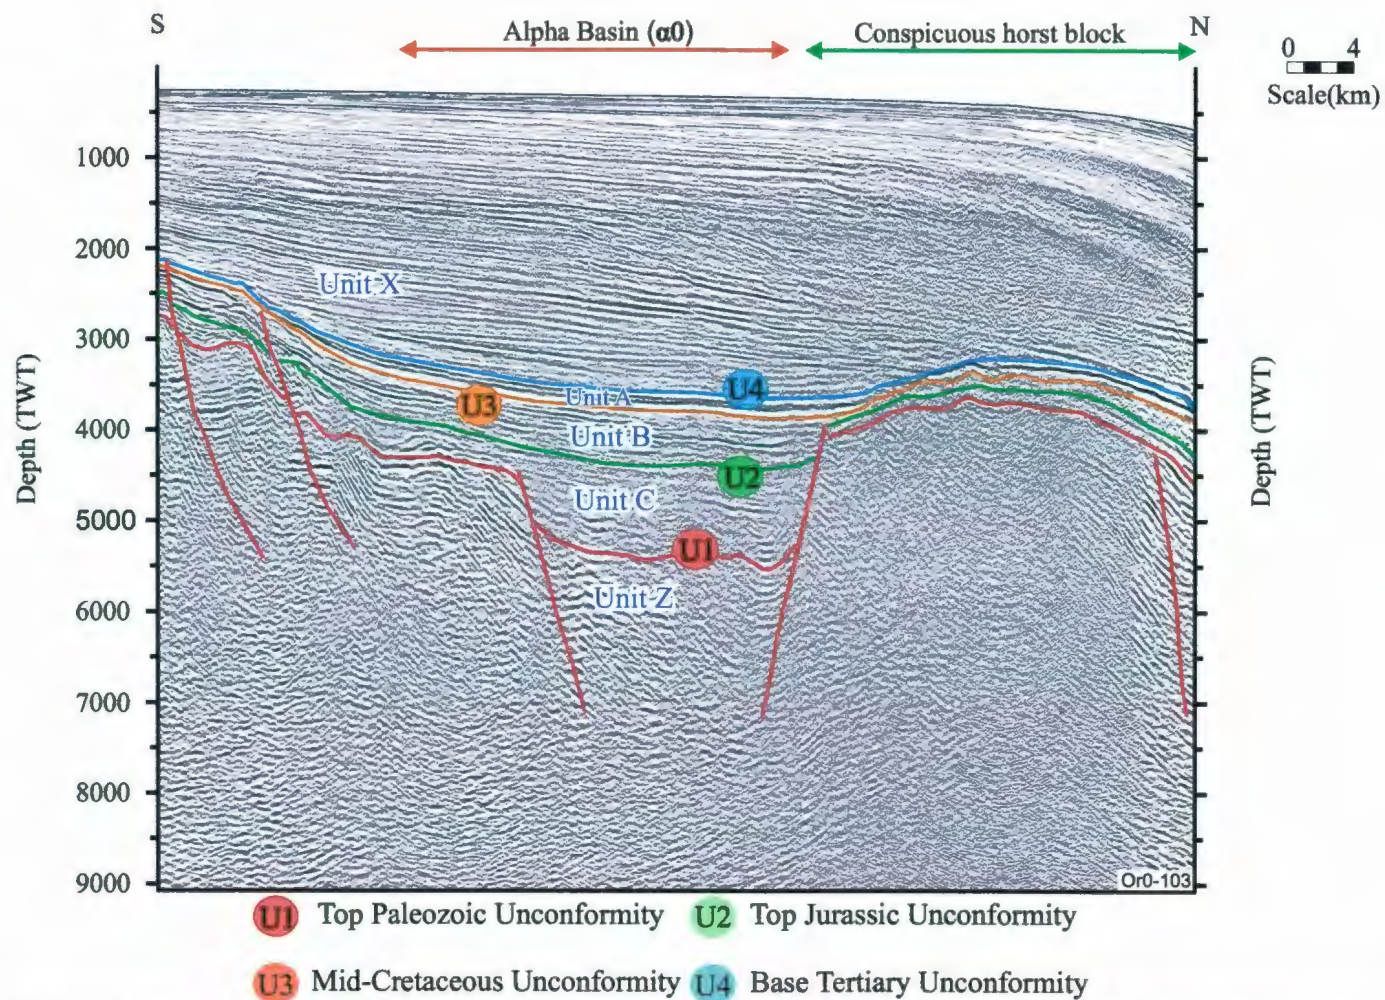 S
Alpha Basin (α0)
Conspicuous horst block
N
0 4
Scale(km)
1000
2000
3000
4000
5000
6000
7000
8000
9000
Depth (TWT)
Depth (TWT)
Unit X
U4
Unit A
U3
Unit B
U2
Unit C
U1
Unit Z
Or0-103
U1 Top Paleozoic Unconformity
U2 Top Jurassic Unconformity
U3 Mid-Cretaceous Unconformity
U4 Base Tertiary Unconformity